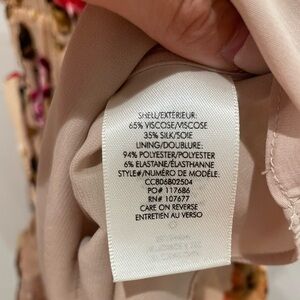 SHELL/EXTÉRIEUR:
65% VISCOSE/VISCOSE
35% SILK/SOIE
LINING/DOUBLURE:
94% POLYESTER/POLYESTER
6% ELASTANE/ÉLASTHANNE
STYLE#/NUMÉRO DE MODÈLE:
CC806B02504
PO# 117686
RN# 107677
CARE ON REVERSE
ENTRETIEN AU VERSO